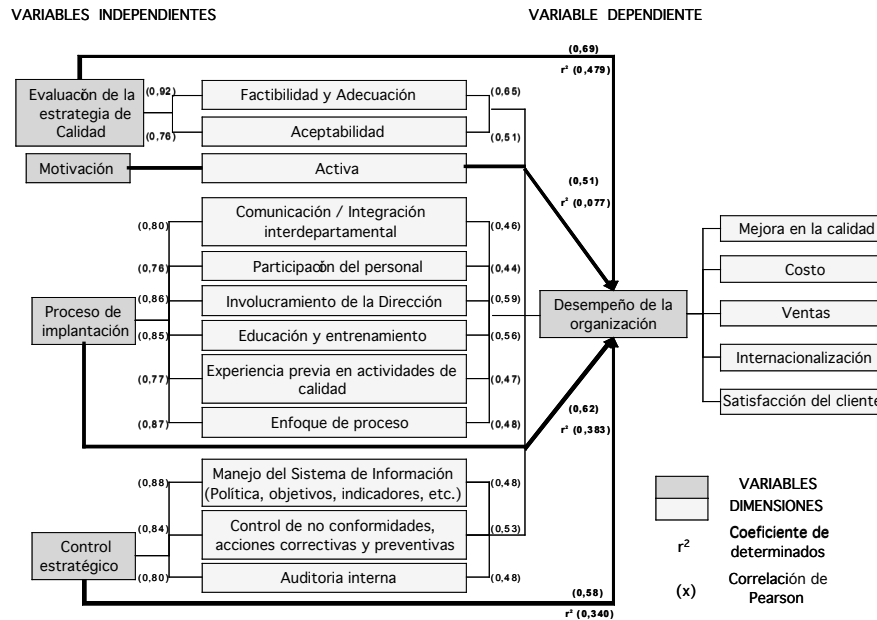 VARIABLES INDEPENDIENTES
VARIABLE DEPENDIENTE
(0,69)
r² (0,479)
Evaluación de la
estrategia de
Calidad
(0,92)
(0,76)
Factibilidad y Adecuación
Aceptabilidad
(0,65)
(0,51)
Motivación
Activa
(0,51)
r² (0,077)
Proceso de
implantación
(0,80)
(0,76)
(0,86)
(0,85)
(0,77)
(0,87)
Comunicación / Integración
interdepartamental
Participación del personal
Involucramiento de la Dirección
Educación y entrenamiento
Experiencia previa en actividades de
calidad
Enfoque de proceso
(0,46)
(0,44)
(0,59)
(0,56)
(0,47)
(0,48)
(0,62)
r² (0,383)
Desempeño de la
organización
Mejora en la calidad
Costo
Ventas
Internacionalización
Satisfacción del cliente
Control
estratégico
(0,88)
(0,84)
(0,80)
Manejo del Sistema de Información
(Política, objetivos, indicadores, etc.)
Control de no conformidades,
acciones correctivas y preventivas
Auditoria interna
(0,48)
(0,53)
(0,48)
(0,58)
r² (0,340)
VARIABLES
DIMENSIONES
r² Coeficiente de
determinados
(x) Correlación de
Pearson